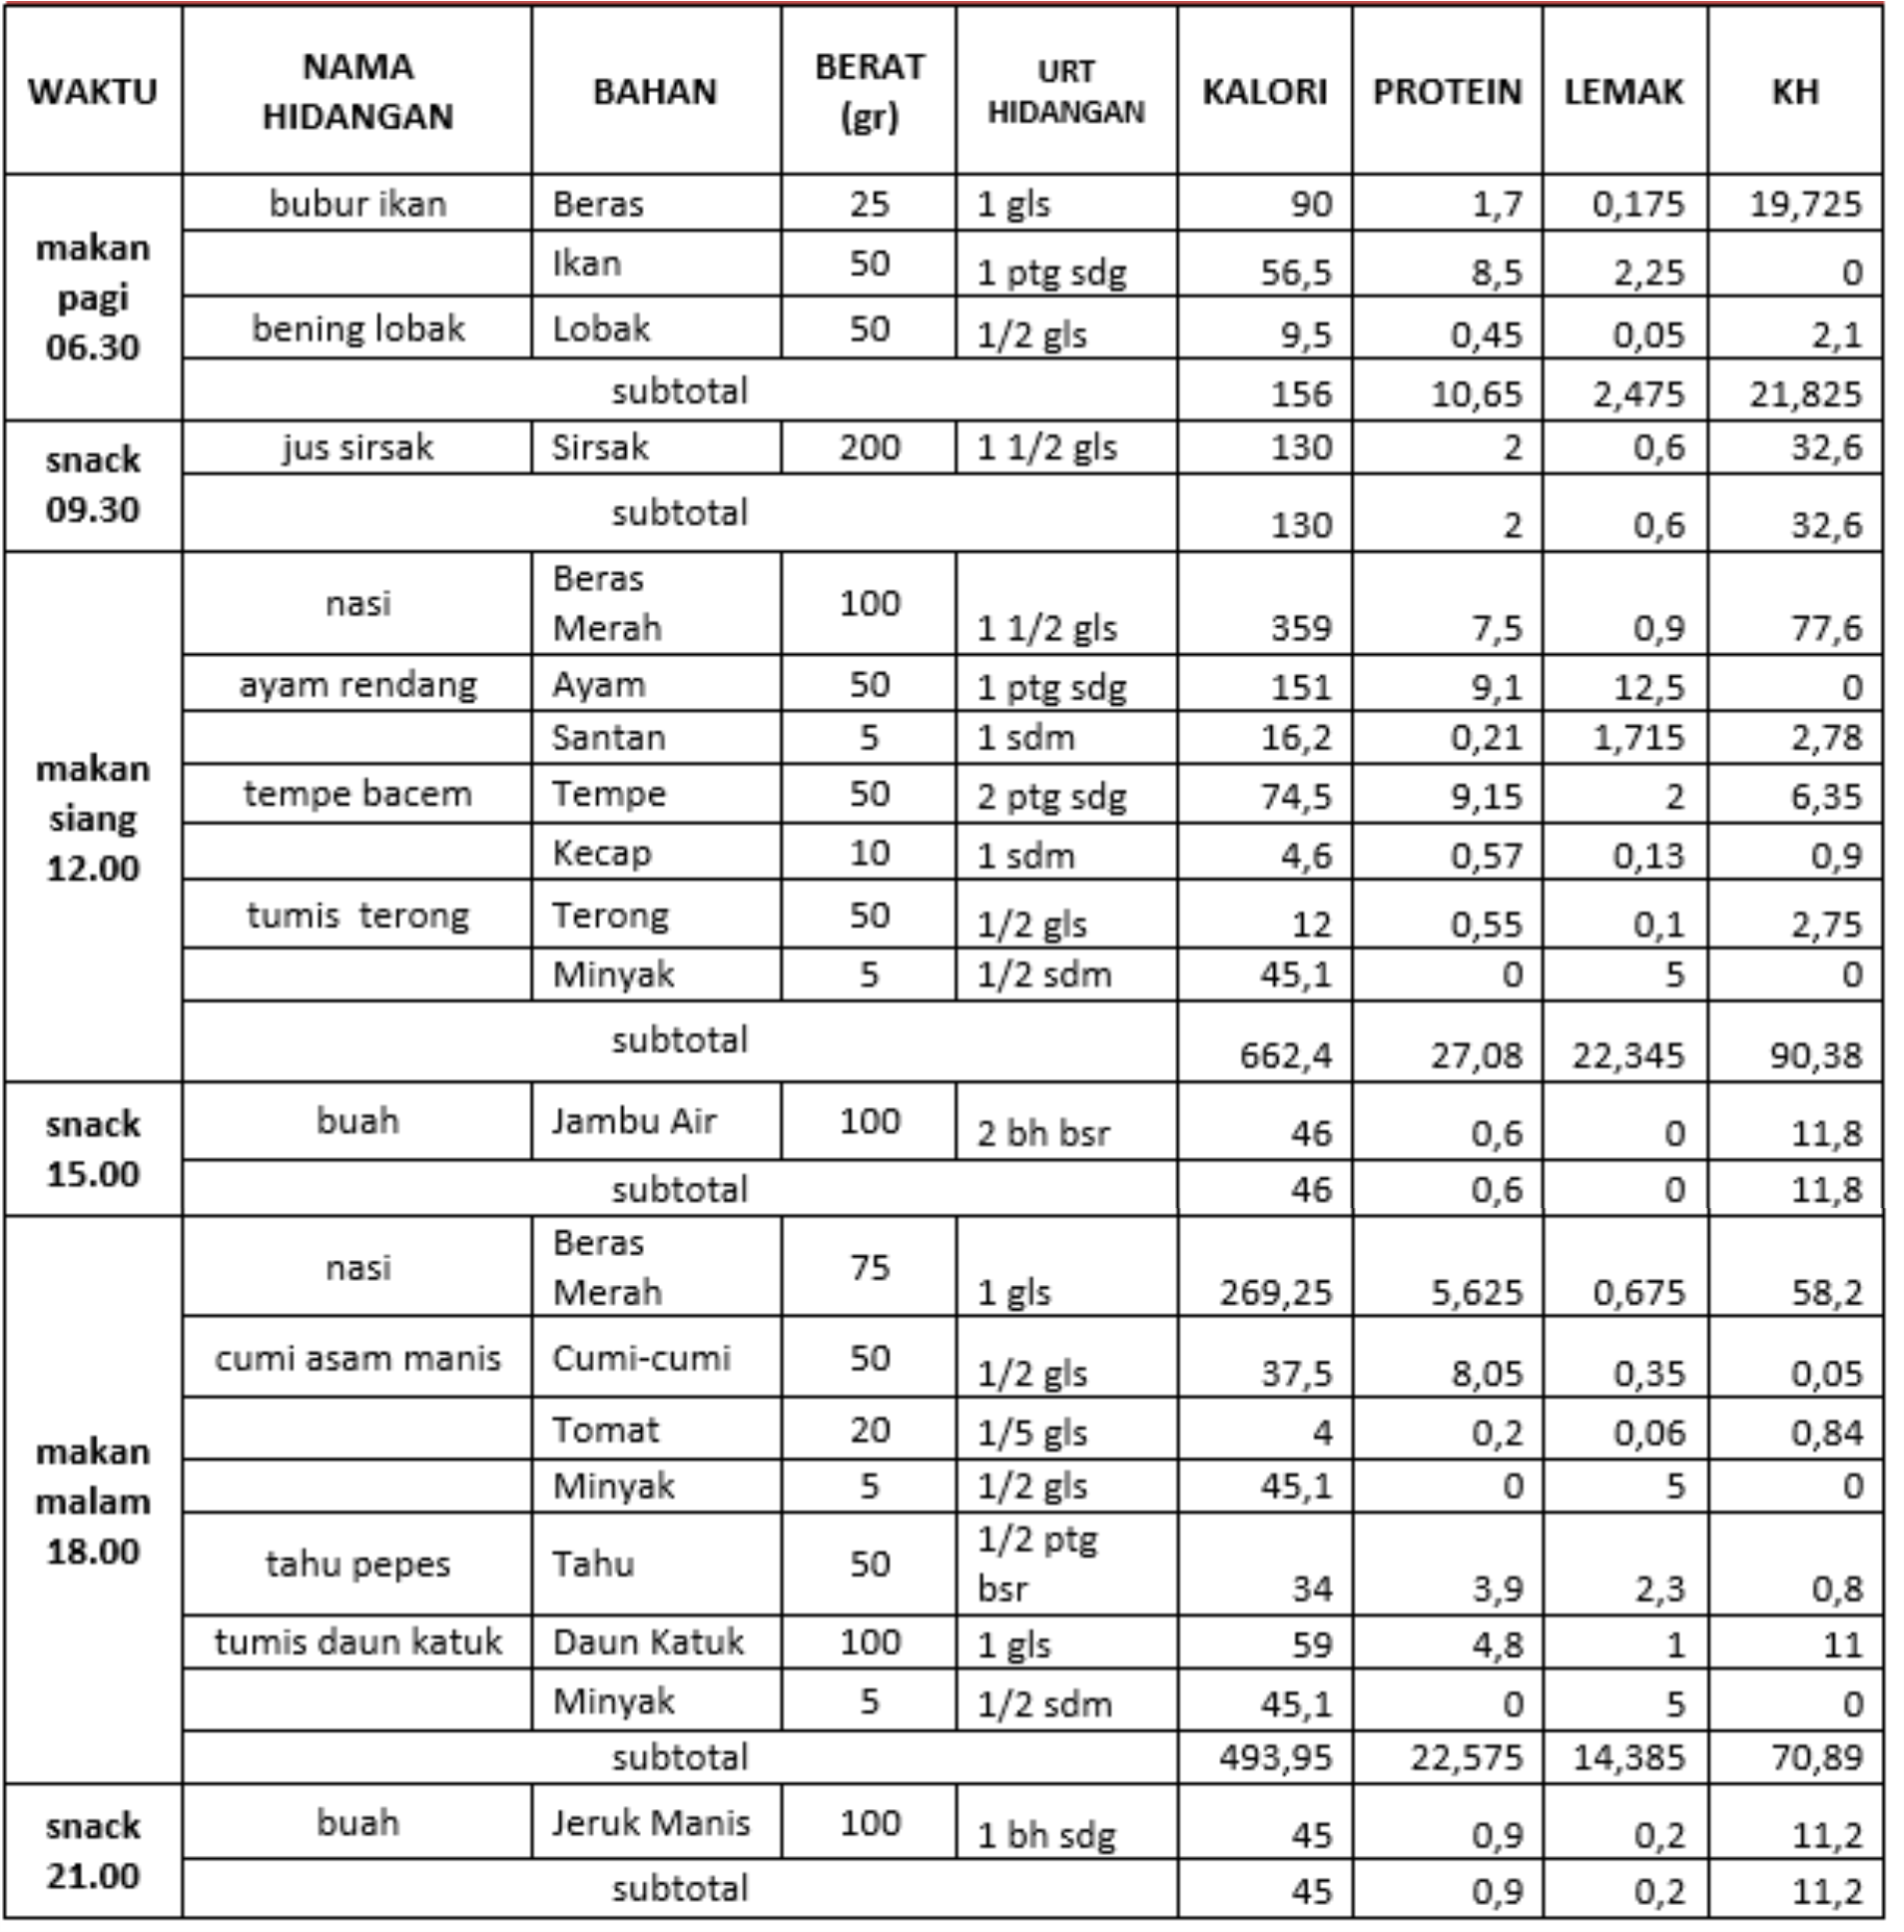 WAKTU NAMA HIDANGAN BAHAN BERAT (gr) URT HIDANGAN KALORI PROTEIN LEMAK KH
makan pagi 06.30
bubur ikan Beras 25 1 gls 90 1,7 0,175 19,725
Ikan 50 1 ptg sdg 56,5 8,5 2,25 0
bening lobak Lobak 50 1/2 gls 9,5 0,45 0,05 2,1
subtotal 156 10,65 2,475 21,825
snack 09.30
jus sirsak Sirsak 200 1 1/2 gls 130 2 0,6 32,6
subtotal 130 2 0,6 32,6
makan siang 12.00
nasi Beras Merah 100 1 1/2 gls 359 7,5 0,9 77,6
ayam rendang Ayam 50 1 ptg sdg 151 9,1 12,5 0
Santan 5 1 sdm 16,2 0,21 1,715 2,78
tempe bacem Tempe 50 2 ptg sdg 74,5 9,15 2 6,35
Kecap 10 1 sdm 4,6 0,57 0,13 0,9
tumis terong Terong 50 1/2 gls 12 0,55 0,1 2,75
Minyak 5 1/2 sdm 45,1 0 5 0
subtotal 662,4 27,08 22,345 90,38
snack 15.00
buah Jambu Air 100 2 bh bsr 46 0,6 0 11,8
subtotal 46 0,6 0 11,8
makan malam 18.00
nasi Beras Merah 75 1 gls 269,25 5,625 0,675 58,2
cumi asam manis Cumi-cumi 50 1/2 gls 37,5 8,05 0,35 0,05
Tomat 20 1/5 gls 4 0,2 0,06 0,84
Minyak 5 1/2 gls 45,1 0 5 0
tahu pepes Tahu 50 1/2 ptg bsr 34 3,9 2,3 0,8
tumis daun katuk Daun Katuk 100 1 gls 59 4,8 1 11
Minyak 5 1/2 sdm 45,1 0 5 0
subtotal 493,95 22,575 14,385 70,89
snack 21.00
buah Jeruk Manis 100 1 bh sdg 45 0,9 0,2 11,2
subtotal 45 0,9 0,2 11,2